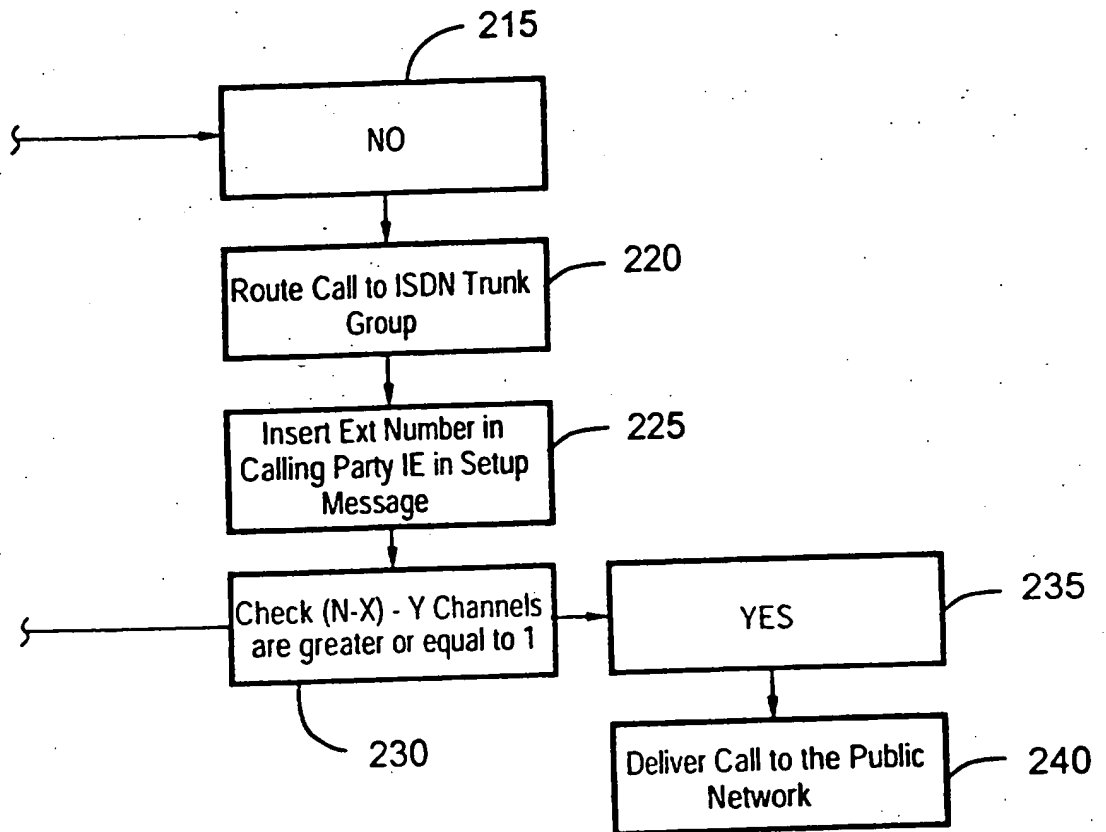 215
NO
220
Route Call to ISDN Trunk
Group
225
Insert Ext Number in
Calling Party IE in Setup
Message
Check (N-X) - Y Channels
are greater or equal to 1
230
YES
235
Deliver Call to the Public
Network
240